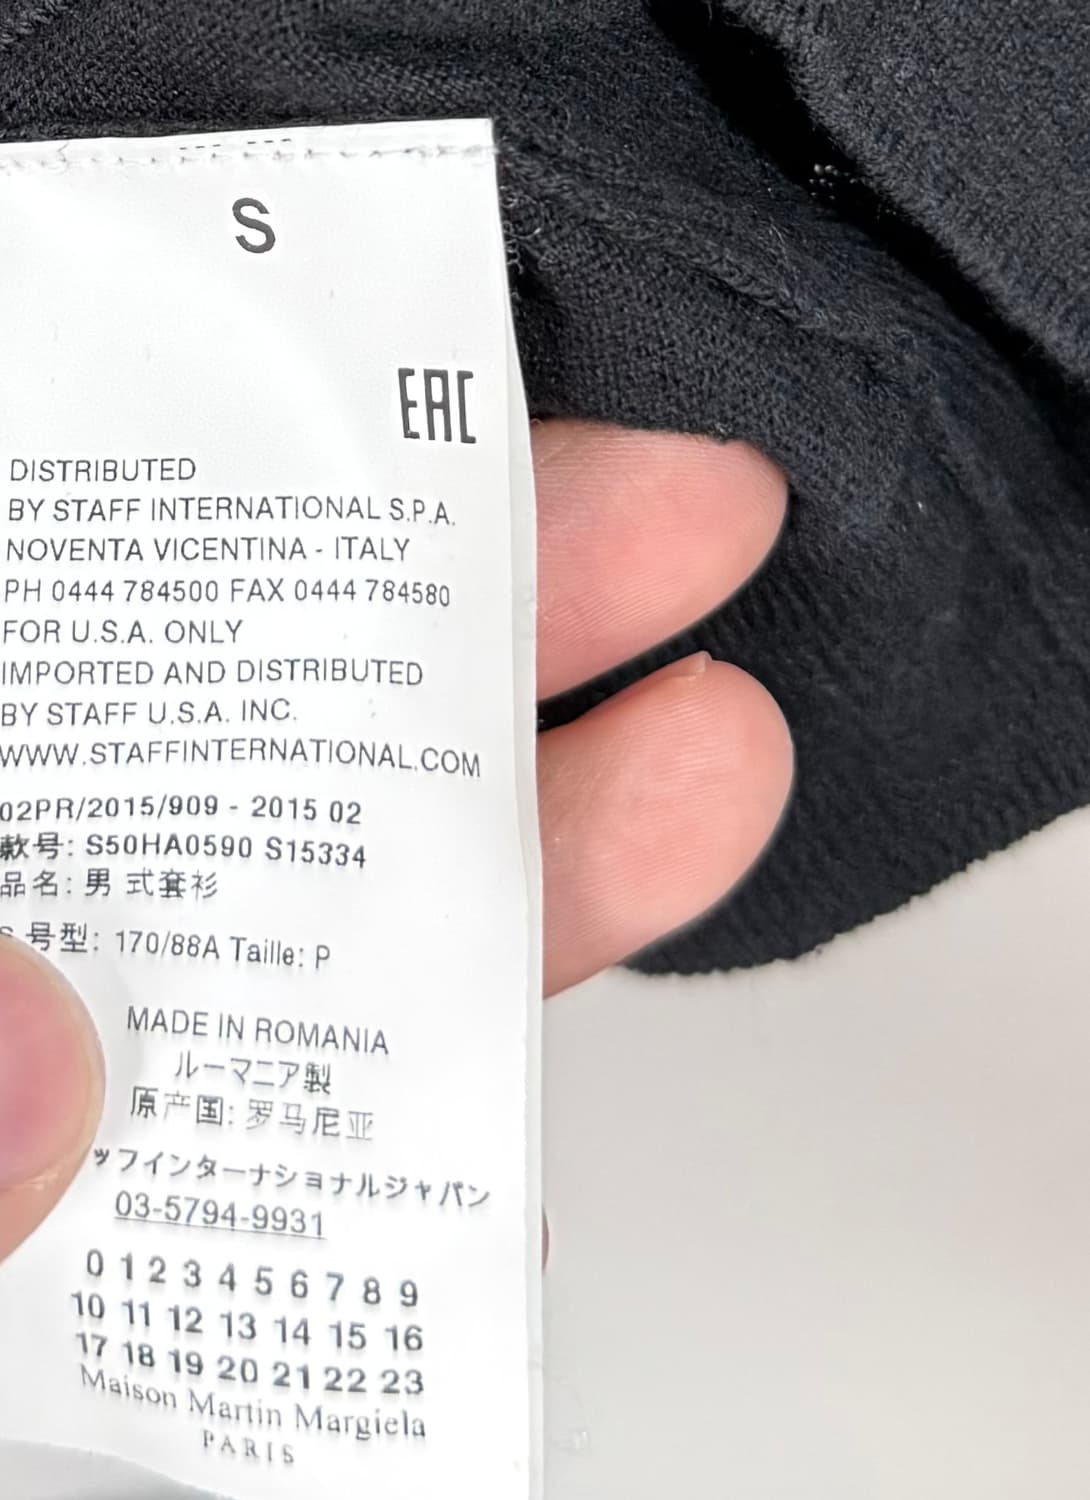 S
EAC
DISTRIBUTED
BY STAFF INTERNATIONAL S.P.A.
NOVENTA VICENTINA - ITALY
PH 0444 784500 FAX 0444 784580
FOR U.S.A. ONLY
IMPORTED AND DISTRIBUTED
BY STAFF U.S.A. INC.
WWW.STAFFINTERNATIONAL.COM
02PR/2015/909 - 2015 02
款号: S50HA0590 S15334
品名: 男式套衫
号型: 170/88A Taille: P
MADE IN ROMANIA
ルーマニア製
原产国: 罗马尼亚
ッフインターナショナルジャパン
03-5794-9931
0 1 2 3 4 5 6 7 8 9
10 11 12 13 14 15 16
17 18 19 20 21 22 23
Maison Martin Margiela
PARIS